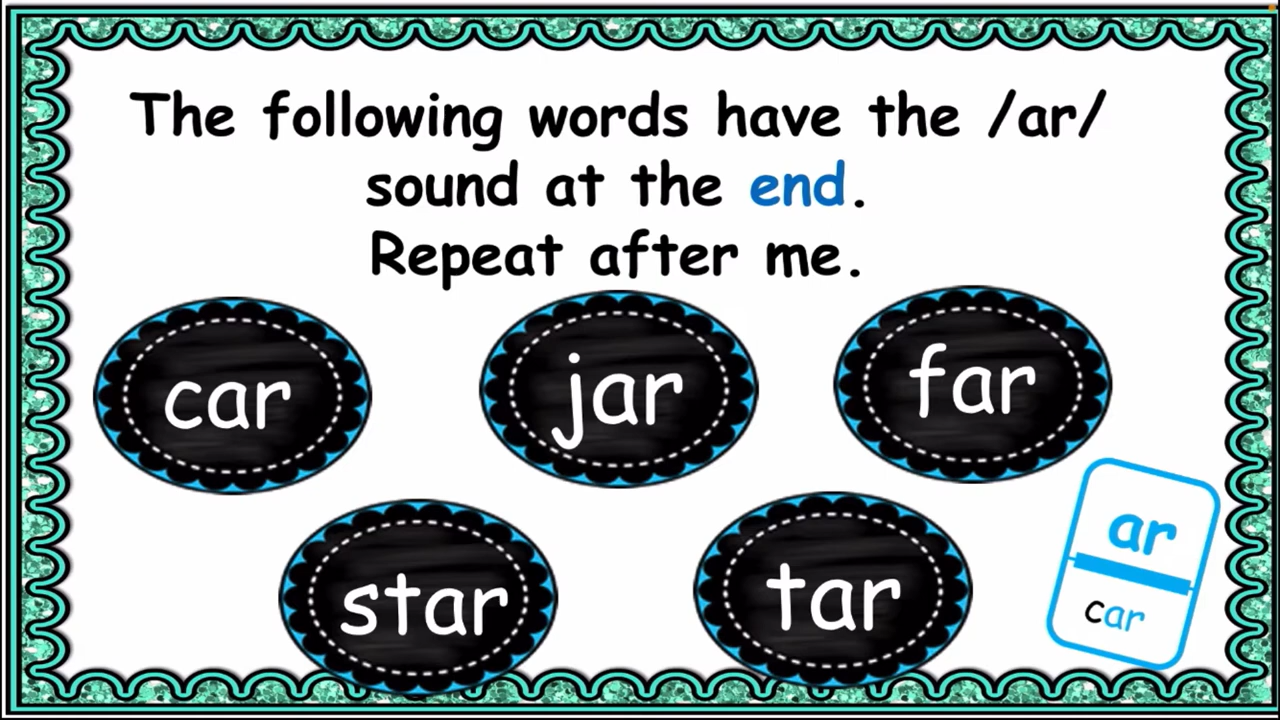 The following words have the /ar/
sound at the end.
Repeat after me.
car
jar
far
star
tar
ar
car